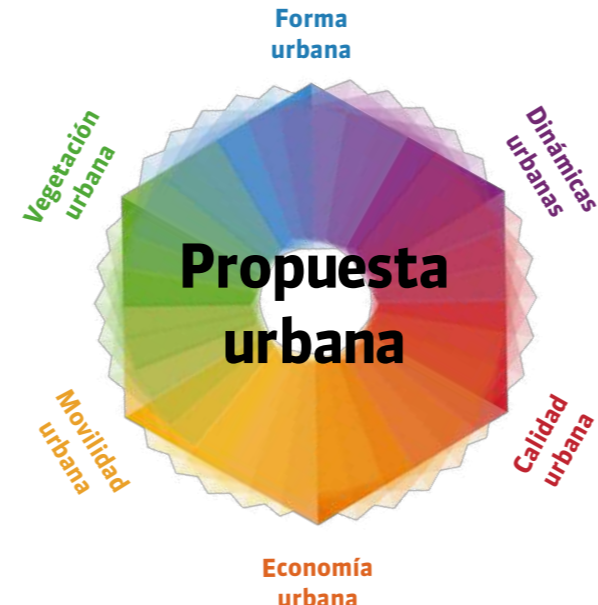 Forma
urbana
Dinámicas
urbanas
Vegetación
urbana
Propuesta
urbana
Movilidad
urbana
Calidad
urbana
Economía
urbana